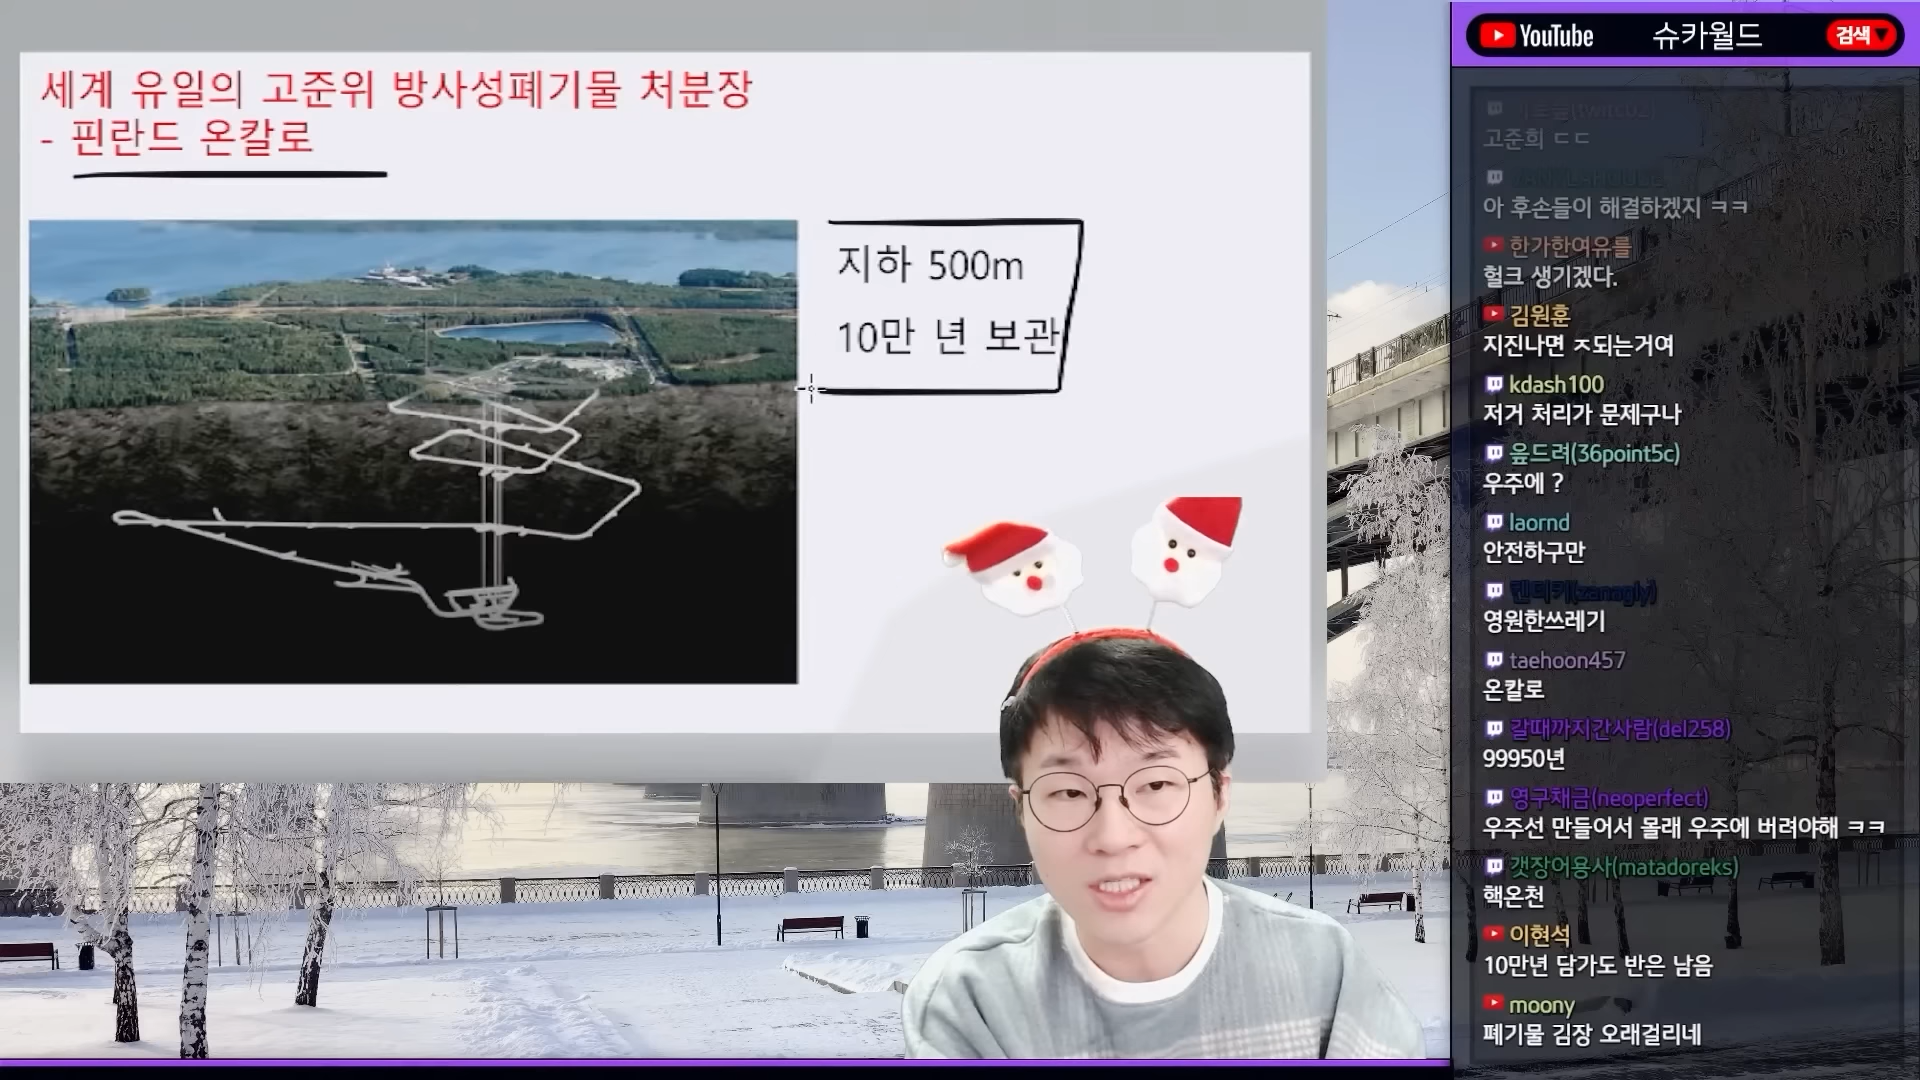 세계 유일의 고준위 방사성폐기물 처분장
- 핀란드 온칼로
지하 500m
10만 년 보관
YouTube 슈카월드 검색
고준희 ㄷㄷ
아 후손들이 해결하겠지 ㅋㅋ
한가한여유를
헐크 생기겠다.
김원훈
지진나면 ㅈ되는거여
kdash100
저거 처리가 문제구나
읖드려(36point5c)
우주에 ?
laornd
안전하구만
영원한쓰레기
taehoon457
온칼로
갈때까지간사람(del258)
99950년
영구채금(neoperfect)
우주선 만들어서 몰래 우주에 버려야해 ㅋㅋ
갯장어용사(matadoreks)
핵온천
이현석
10만년 담가도 반은 남음
moony
폐기물 김장 오래걸리네